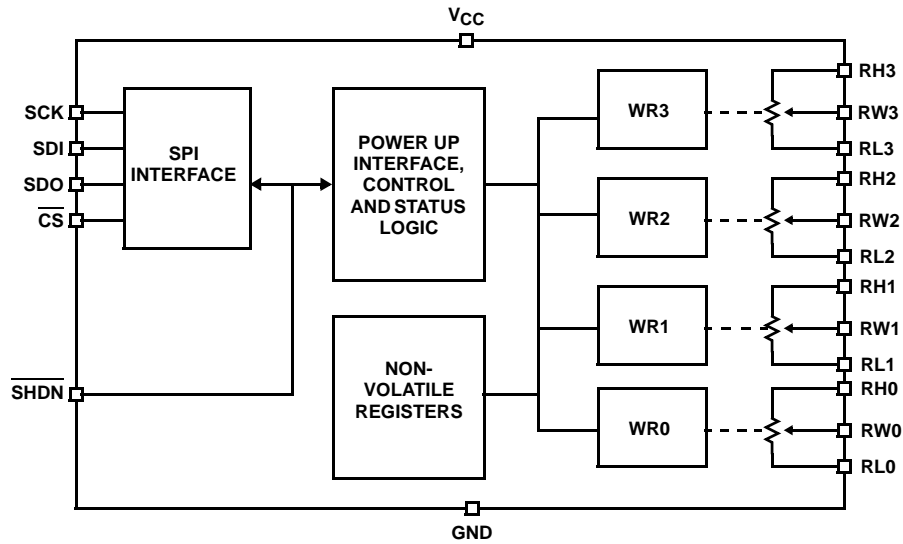 VCC
SCK
SDI
SDO
CS
SHDN
SPI
INTERFACE
POWER UP
INTERFACE,
CONTROL
AND STATUS
LOGIC
NON-
VOLATILE
REGISTERS
WR3
WR2
WR1
WR0
RH3
RW3
RL3
RH2
RW2
RL2
RH1
RW1
RL1
RH0
RW0
RL0
GND